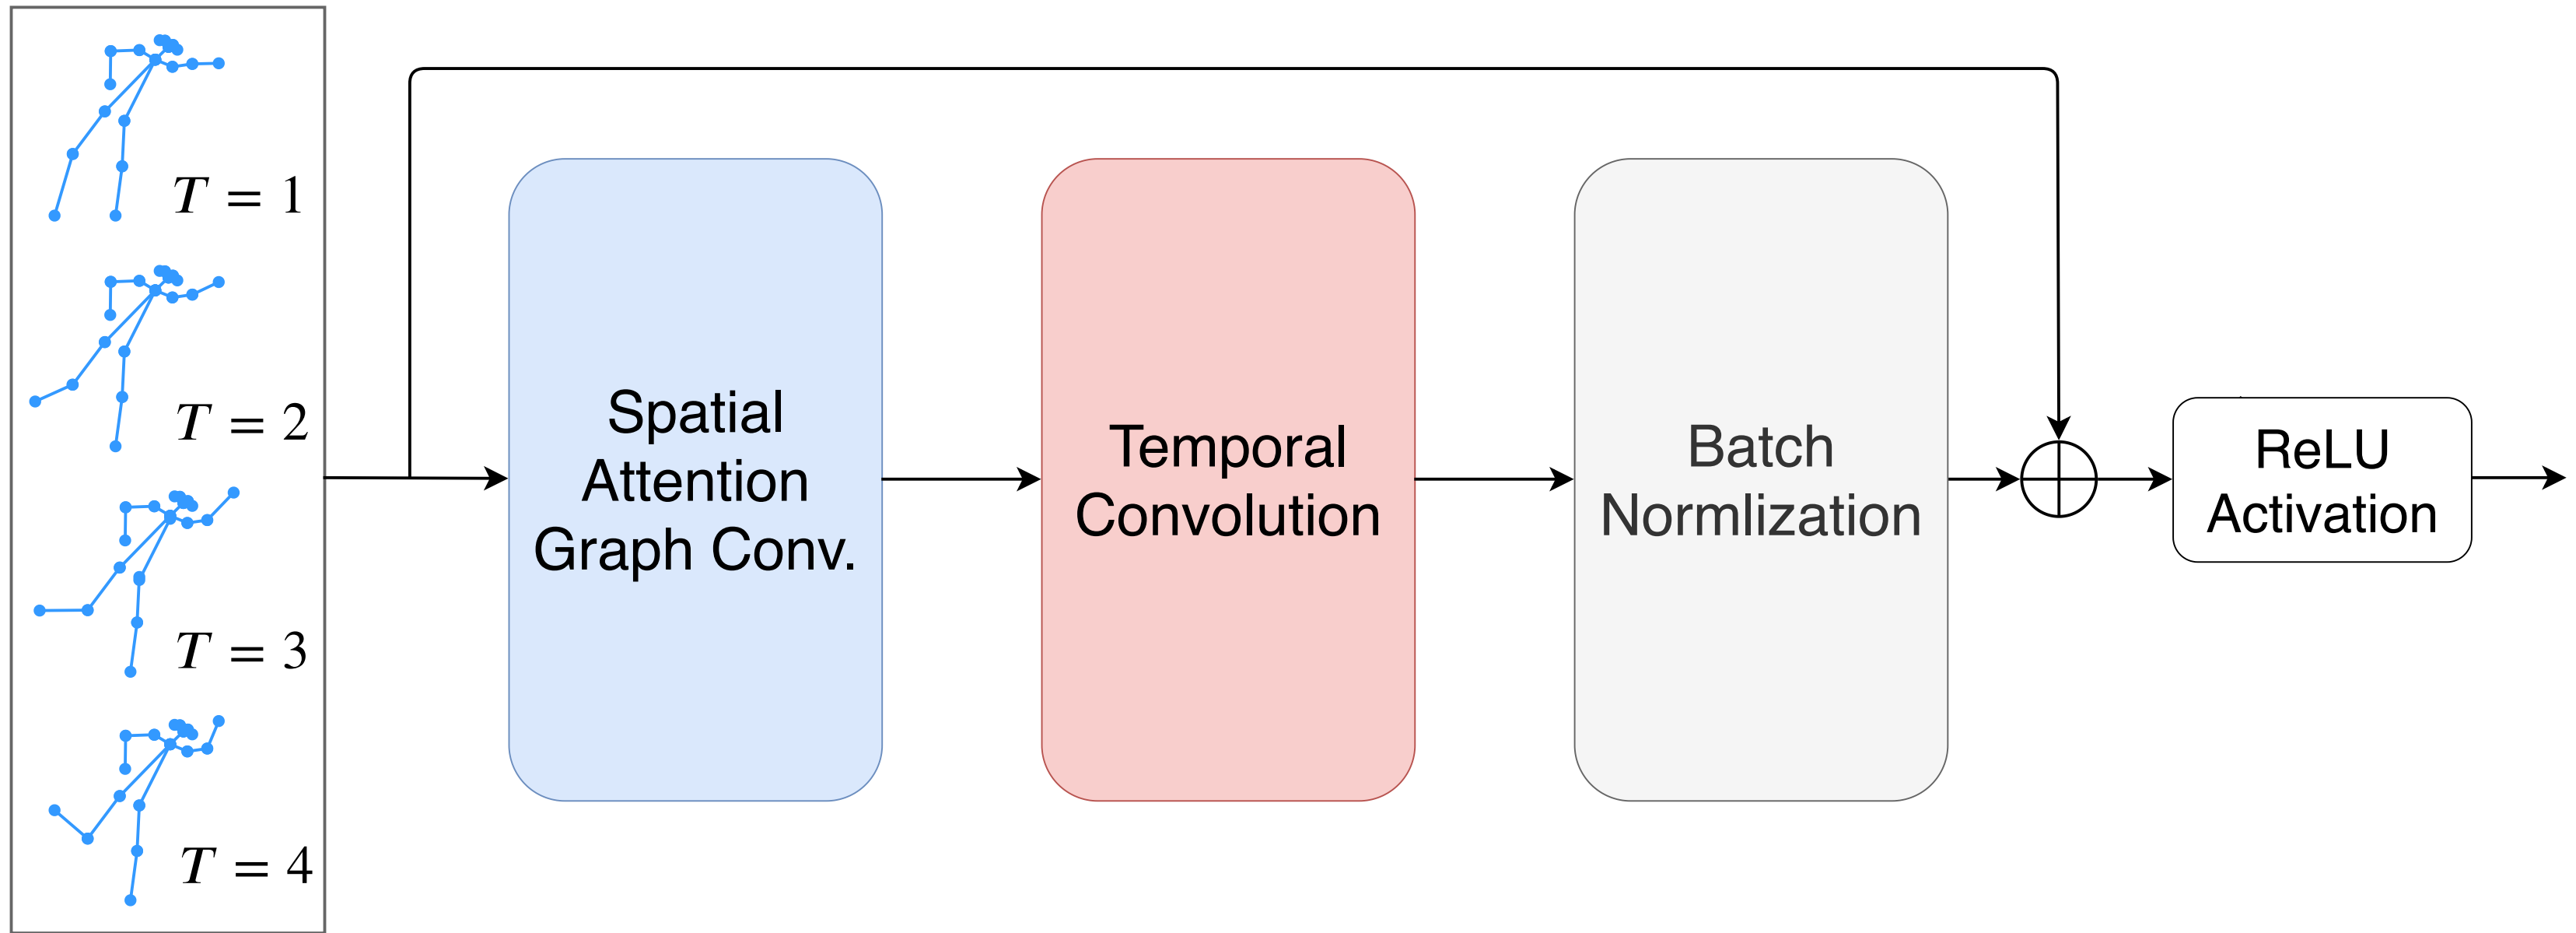 T = 1
T = 2
T = 3
T = 4
Spatial
Attention
Graph Conv.
Temporal
Convolution
Batch
Normlization
ReLU
Activation